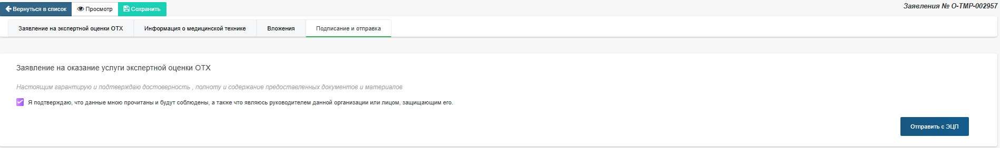 Вернуться в список Просмотр Сохранить Заявления № O-TMP-002957
Заявление на экспертной оценки ОТХ Информация о медицинской технике Вложения Подписание и отправка
Заявление на оказание услуги экспертной оценки ОТХ
Настоящим гарантирую и подтверждаю достоверность , полноту и содержание предоставленных документов и материалов
Я подтверждаю, что данные мною прочитаны и будут соблюдены, а также что являюсь руководителем данной организации или лицом, защищающим его.
Отправить с ЭЦП